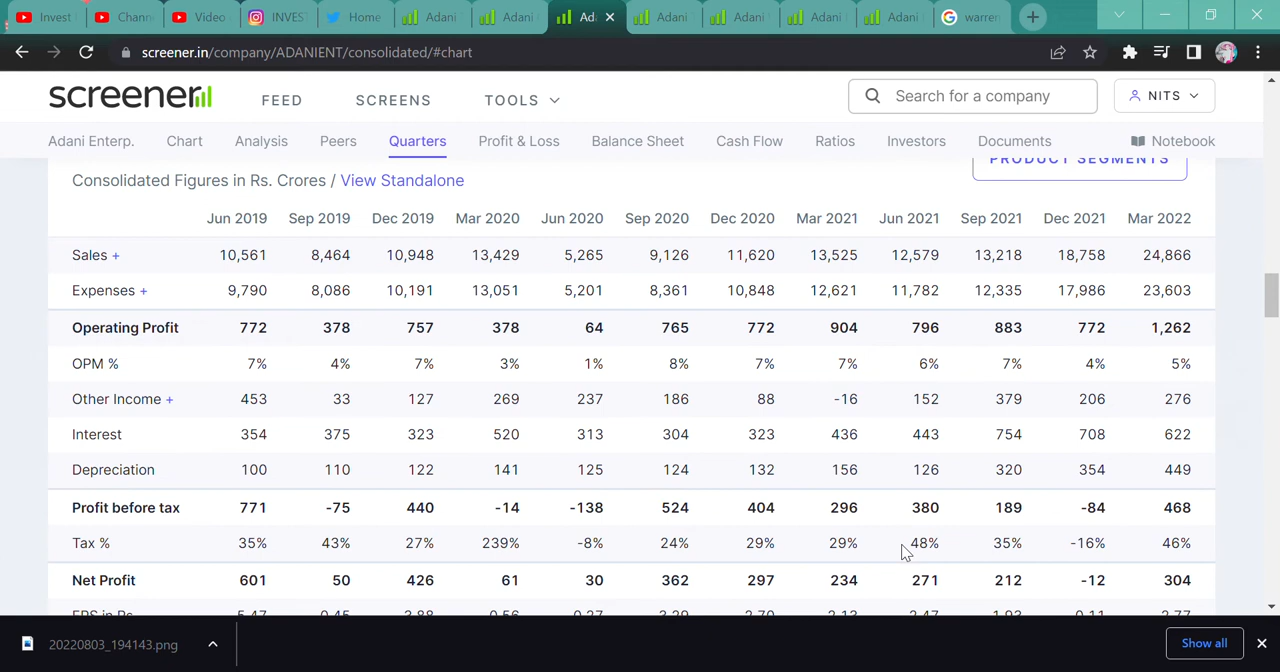 Invest
Chann
Video
INVEST
Home
Adani
Adani
Ad
Adani
Adani
Adani
Adani
warren
screener.in/company/ADANIENT/consolidated/#chart
screener
FEED
SCREENS
TOOLS
Search for a company
NITS
Adani Enterp.
Chart
Analysis
Peers
Quarters
Profit & Loss
Balance Sheet
Cash Flow
Ratios
Investors
Documents
Notebook
PRODUCT SEGMENTS
Consolidated Figures in Rs. Crores / View Standalone
Jun 2019 Sep 2019 Dec 2019 Mar 2020 Jun 2020 Sep 2020 Dec 2020 Mar 2021 Jun 2021 Sep 2021 Dec 2021 Mar 2022
Sales + 10,561 8,464 10,948 13,429 5,265 9,126 11,620 13,525 12,579 13,218 18,758 24,866
Expenses + 9,790 8,086 10,191 13,051 5,201 8,361 10,848 12,621 11,782 12,335 17,986 23,603
Operating Profit 772 378 757 378 64 765 772 904 796 883 772 1,262
OPM % 7% 4% 7% 3% 1% 8% 7% 7% 6% 7% 4% 5%
Other Income + 453 33 127 269 237 186 88 -16 152 379 206 276
Interest 354 375 323 520 313 304 323 436 443 754 708 622
Depreciation 100 110 122 141 125 124 132 156 126 320 354 449
Profit before tax 771 -75 440 -14 -138 524 404 296 380 189 -84 468
Tax % 35% 43% 27% 239% -8% 24% 29% 29% 48% 35% -16% 46%
Net Profit 601 50 426 61 30 362 297 234 271 212 -12 304
20220803_194143.png
Show all